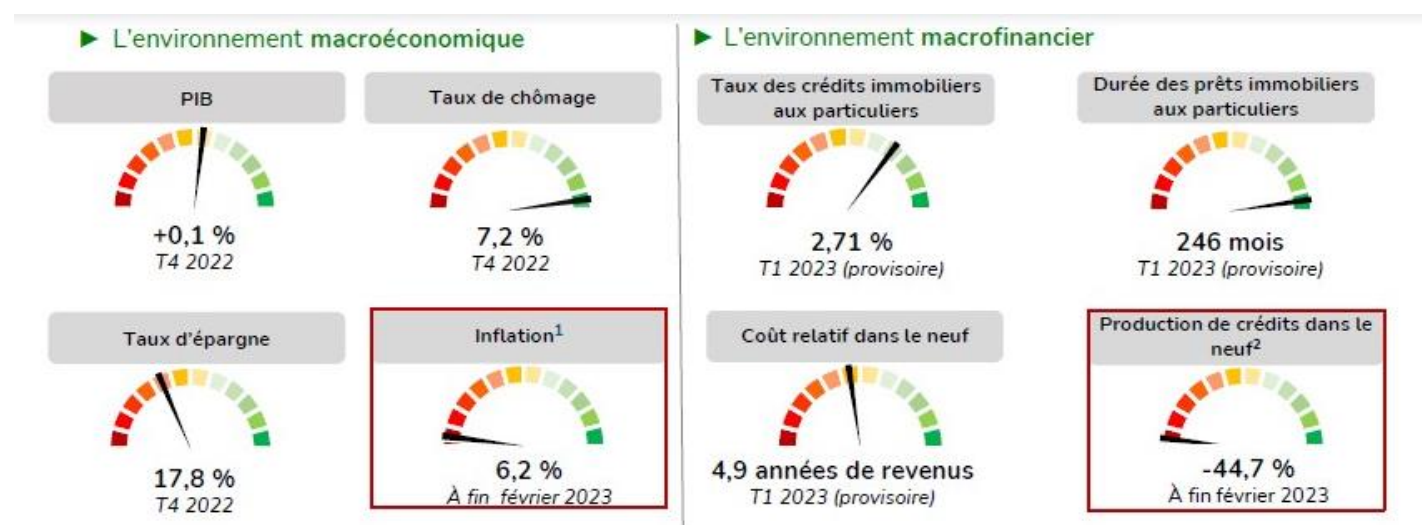 ► L'environnement macroéconomique
PIB
+0,1 %
T4 2022
Taux de chômage
7,2 %
T4 2022
Taux d'épargne
17,8 %
T4 2022
Inflation¹
6,2 %
À fin février 2023
► L'environnement macrofinancier
Taux des crédits immobiliers
aux particuliers
2,71 %
T1 2023 (provisoire)
Durée des prêts immobiliers
aux particuliers
246 mois
T1 2023 (provisoire)
Coût relatif dans le neuf
4,9 années de revenus
T1 2023 (provisoire)
Production de crédits dans le
neuf²
-44,7 %
À fin février 2023